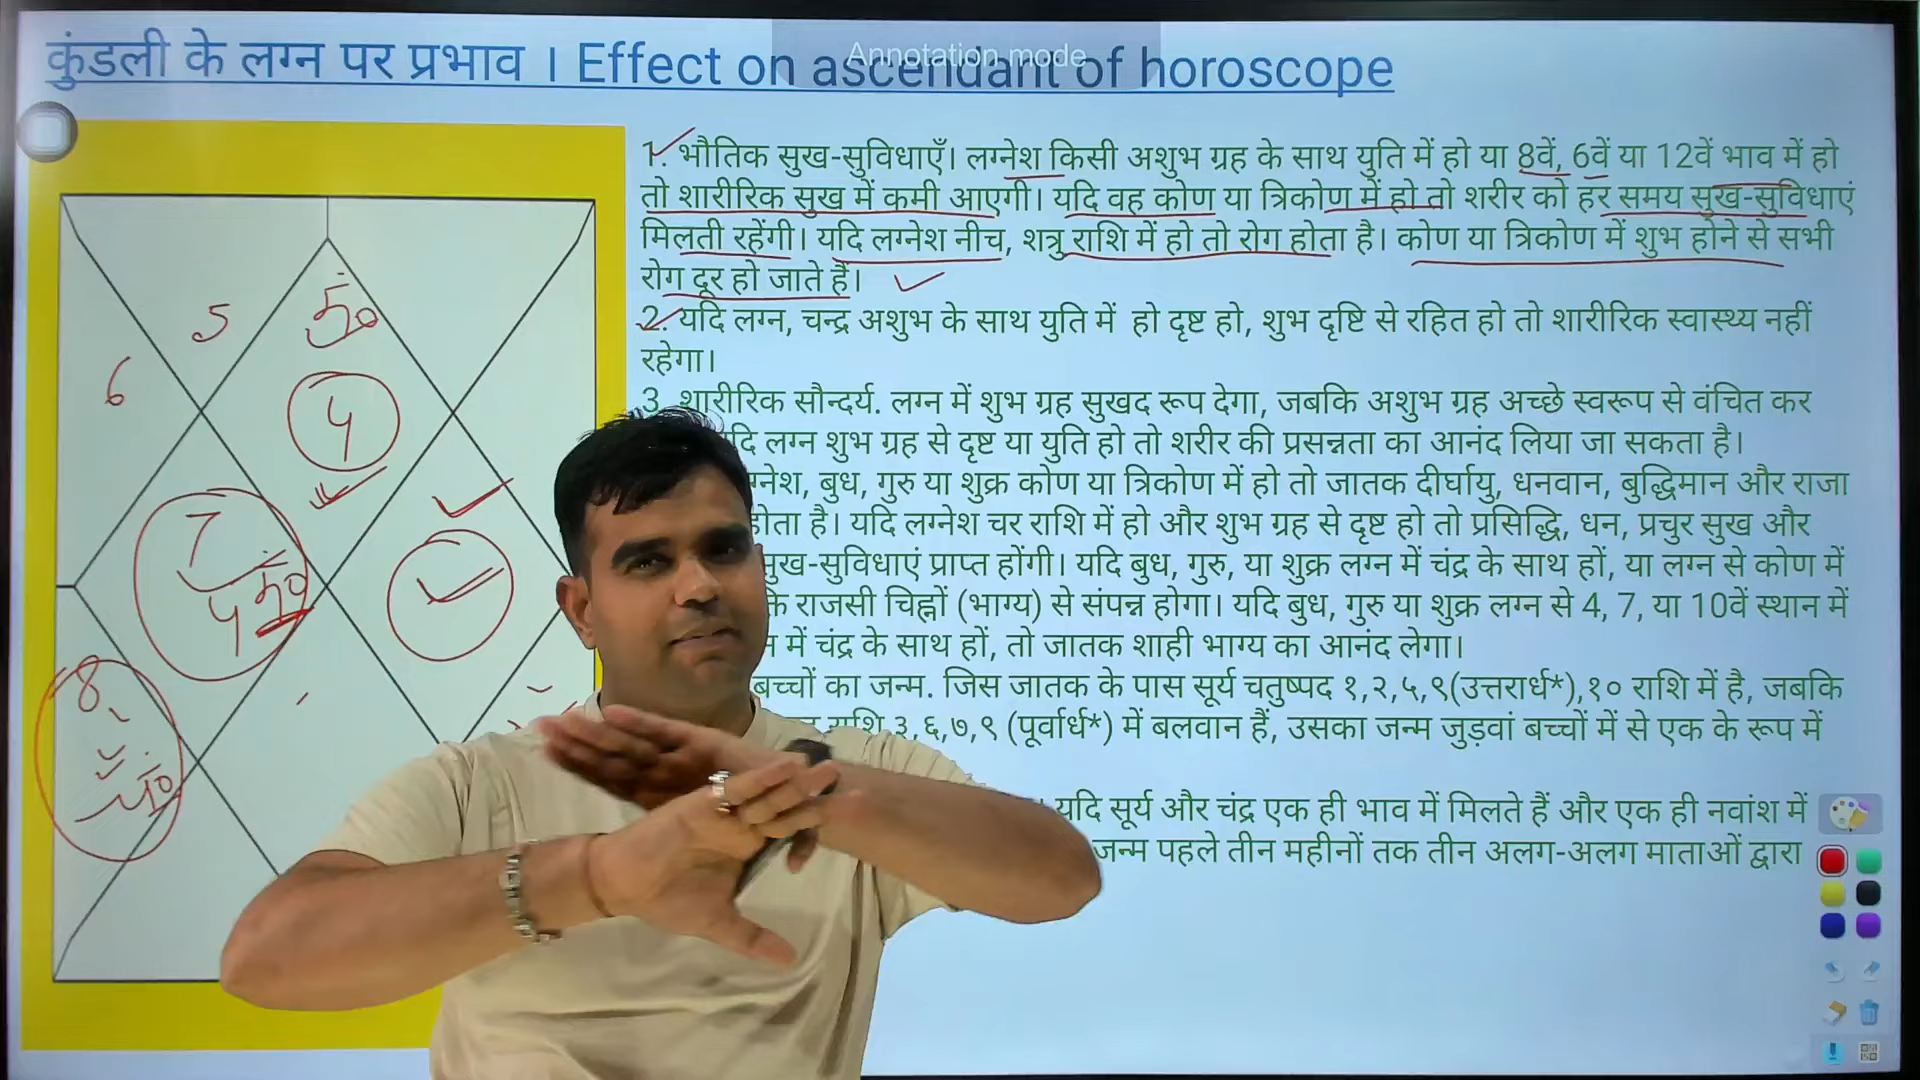 कुंडली के लग्न पर प्रभाव । Effect on ascendant of horoscope
Annotation mode
1. भौतिक सुख-सुविधाएँ। लग्नेश किसी अशुभ ग्रह के साथ युति में हो या 8वें, 6वें या 12वें भाव में हो
तो शारीरिक सुख में कमी आएगी। यदि वह कोण या त्रिकोण में हो तो शरीर को हर समय सुख-सुविधाएं
मिलती रहेंगी। यदि लग्नेश नीच, शत्रु राशि में हो तो रोग होता है। कोण या त्रिकोण में शुभ होने से सभी
रोग दूर हो जाते हैं।
2. यदि लग्न, चन्द्र अशुभ के साथ युति में हो दृष्ट हो, शुभ दृष्टि से रहित हो तो शारीरिक स्वास्थ्य नहीं
रहेगा।
3. शारीरिक सौन्दर्य. लग्न में शुभ ग्रह सुखद रूप देगा, जबकि अशुभ ग्रह अच्छे स्वरूप से वंचित कर
लग्न शुभ ग्रह से दृष्ट या युति हो तो शरीर की प्रसन्नता का आनंद लिया जा सकता है।
बुध, गुरु या शुक्र कोण या त्रिकोण में हो तो जातक दीर्घायु, धनवान, बुद्धिमान और राजा
होता है। यदि लग्नेश चर राशि में हो और शुभ ग्रह से दृष्ट हो तो प्रसिद्धि, धन, प्रचुर सुख और
सुख-सुविधाएं प्राप्त होंगी। यदि बुध, गुरु, या शुक्र लग्न में चंद्र के साथ हों, या लग्न से कोण में
राजसी चिह्नों (भाग्य) से संपन्न होगा। यदि बुध, गुरु या शुक्र लग्न से 4, 7, या 10वें स्थान में
में चंद्र के साथ हों, तो जातक शाही भाग्य का आनंद लेगा।
बच्चों का जन्म. जिस जातक के पास सूर्य चतुष्पद १,२,५,९(उत्तरार्ध*),१० राशि में है, जबकि
राशि ३,६,७,९ (पूर्वार्ध*) में बलवान हैं, उसका जन्म जुड़वां बच्चों में से एक के रूप में
यदि सूर्य और चंद्र एक ही भाव में मिलते हैं और एक ही नवांश में
जन्म पहले तीन महीनों तक तीन अलग-अलग माताओं द्वारा
5
6
7
8